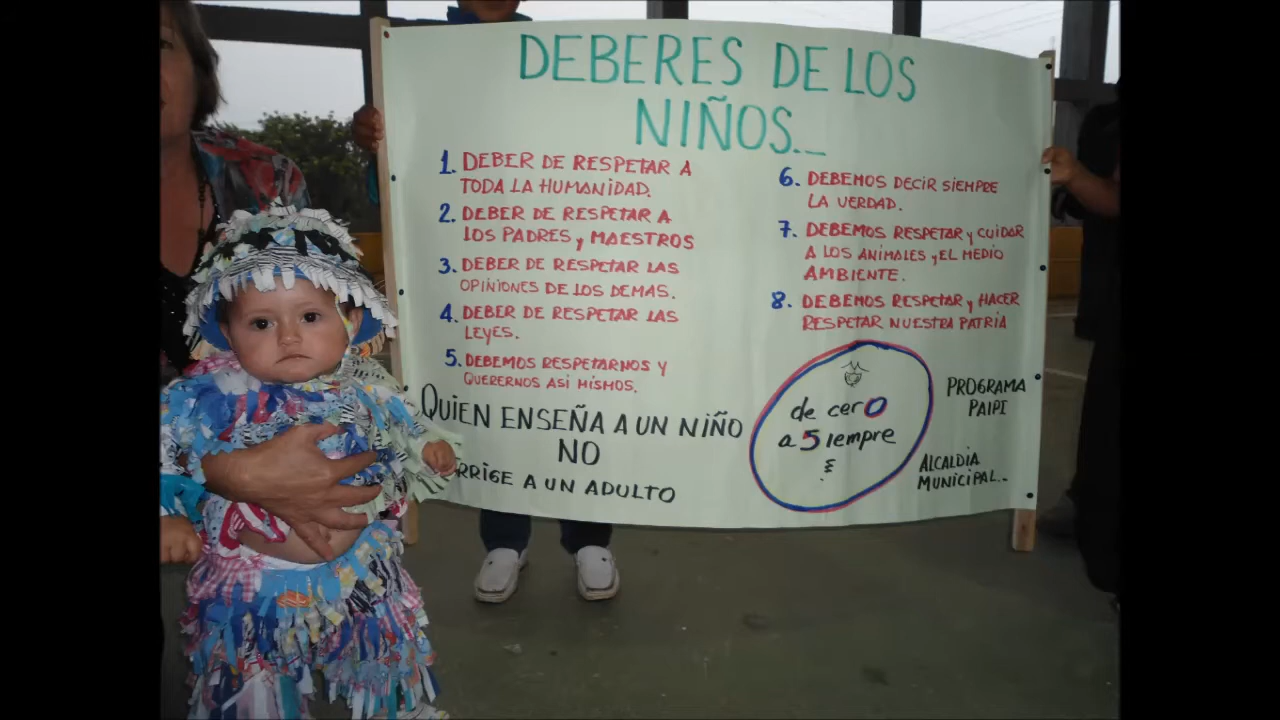 DEBERES DE LOS
NIÑOS...
1. DEBER DE RESPETAR A
TODA LA HUMANIDAD.
2. DEBER DE RESPETAR A
LOS PADRES y MAESTROS
3. DEBER DE RESPETAR LAS
OPINIONES DE LOS DEMAS.
4. DEBER DE RESPETAR LAS
LEYES.
5. DEBEMOS RESPETARNOS Y
QUERERNOS ASI MISMOS.
6. DEBEMOS DECIR SIEMPRE
LA VERDAD.
7. DEBEMOS RESPETAR y CUIDAR
A LOS ANIMALES y EL MEDIO
AMBIENTE.
8. DEBEMOS RESPETAR y HACER
RESPETAR NUESTRA PATRIA
QUIEN ENSEÑA A UN NIÑO
NO
RRIGE A UN ADULTO
de cerO
a 5IEMPRE
PROGRAMA
PAIPI
ALCALDIA
MUNICIPAL..